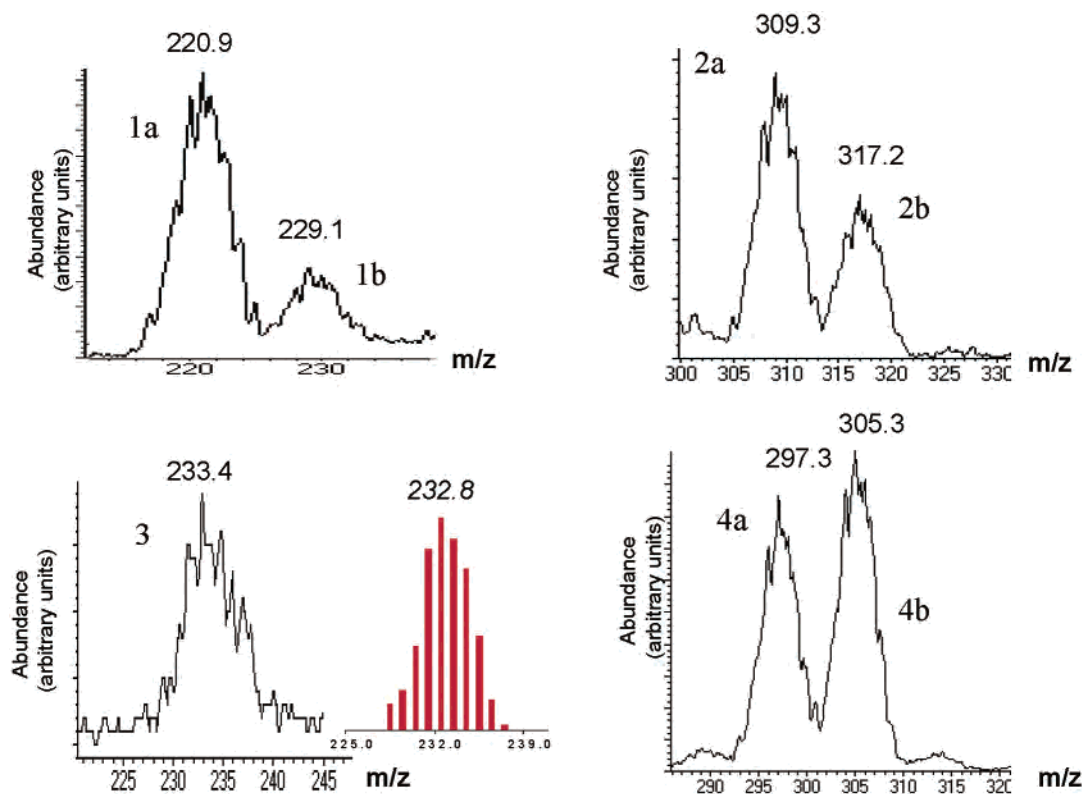 220.9
1a
229.1
1b
Abundance
(arbitrary units)
220 230
m/z
309.3
2a
317.2
2b
Abundance
(arbitrary units)
300 305 310 315 320 325 330
m/z
233.4
3
232.8
Abundance
(arbitrary units)
225 230 235 240 245
m/z
Abundance
(arbitrary units)
225.0 232.0 239.0
305.3
297.3
4a
4b
Abundance
(arbitrary units)
290 295 300 305 310 315 320
m/z